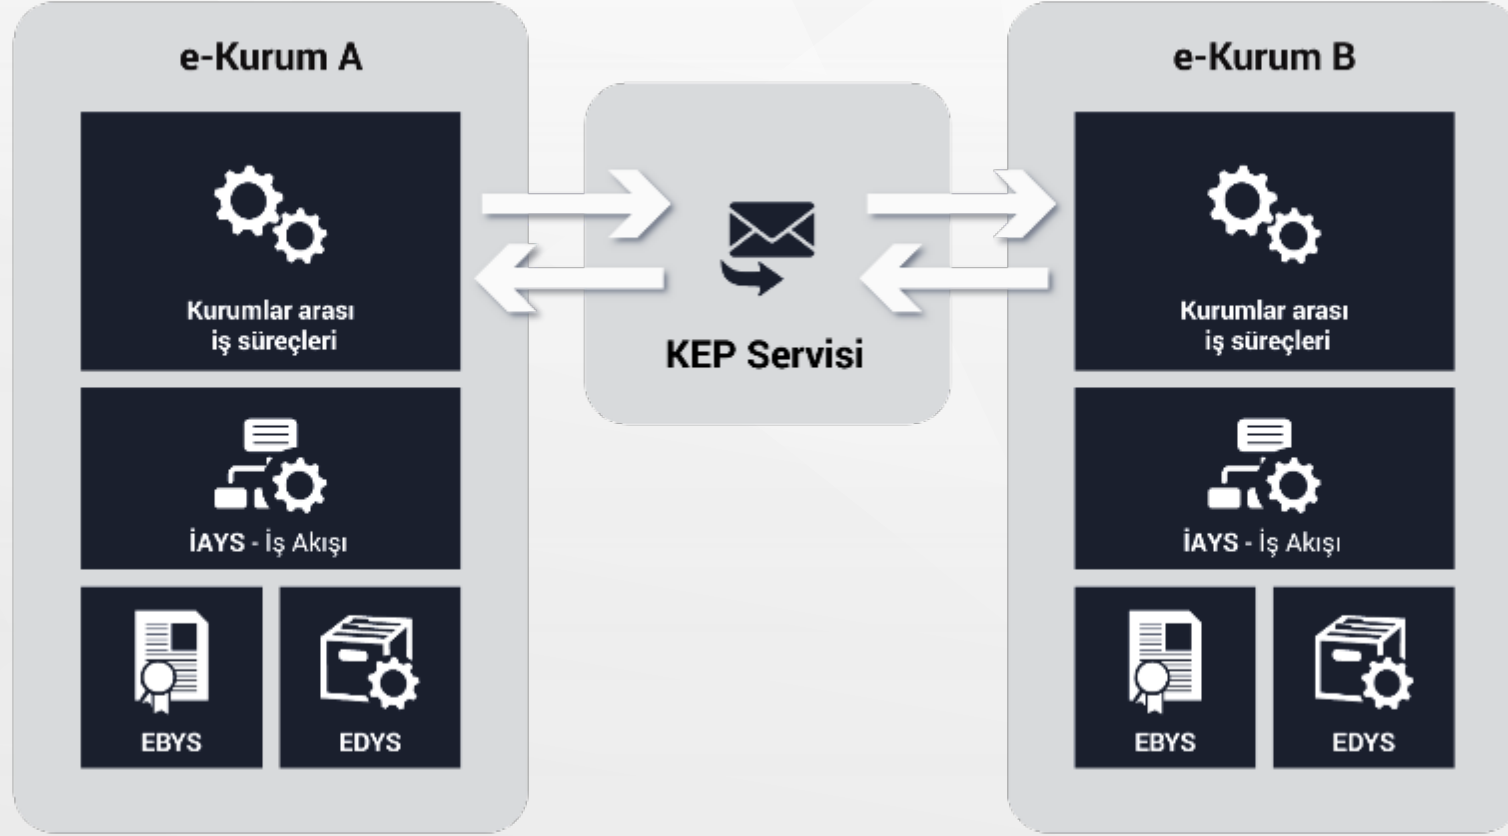 e-Kurum A
Kurumlar arası
iş süreçleri
İAYS - İş Akışı
EBYS
EDYS
KEP Servisi
e-Kurum B
Kurumlar arası
iş süreçleri
İAYS - İş Akışı
EBYS
EDYS